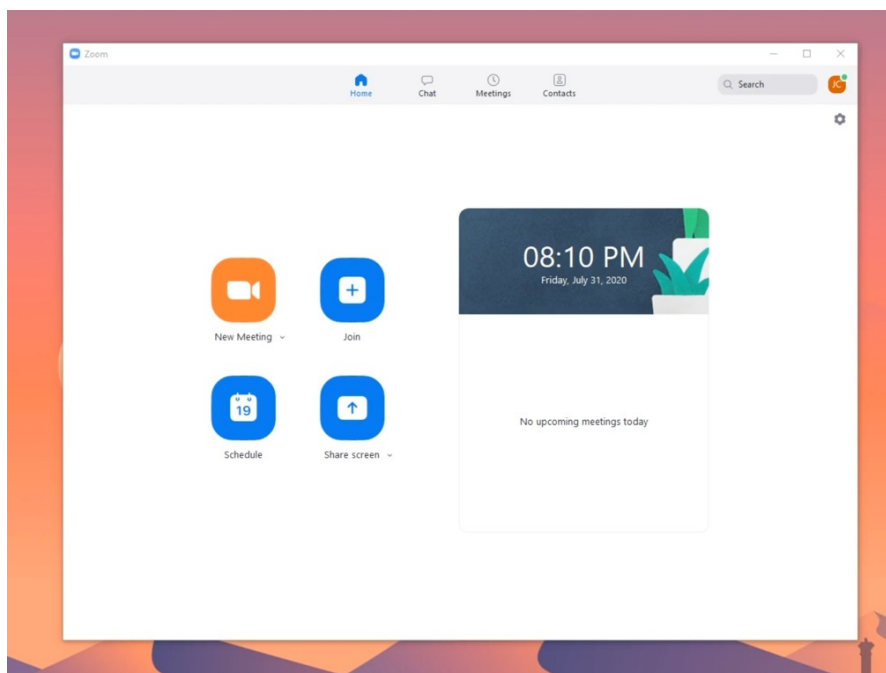 Zoom
Home
Chat
Meetings
Contacts
Search
JC
08:10 PM
Friday, July 31, 2020
New Meeting
Join
19
Schedule
Share screen
No upcoming meetings today